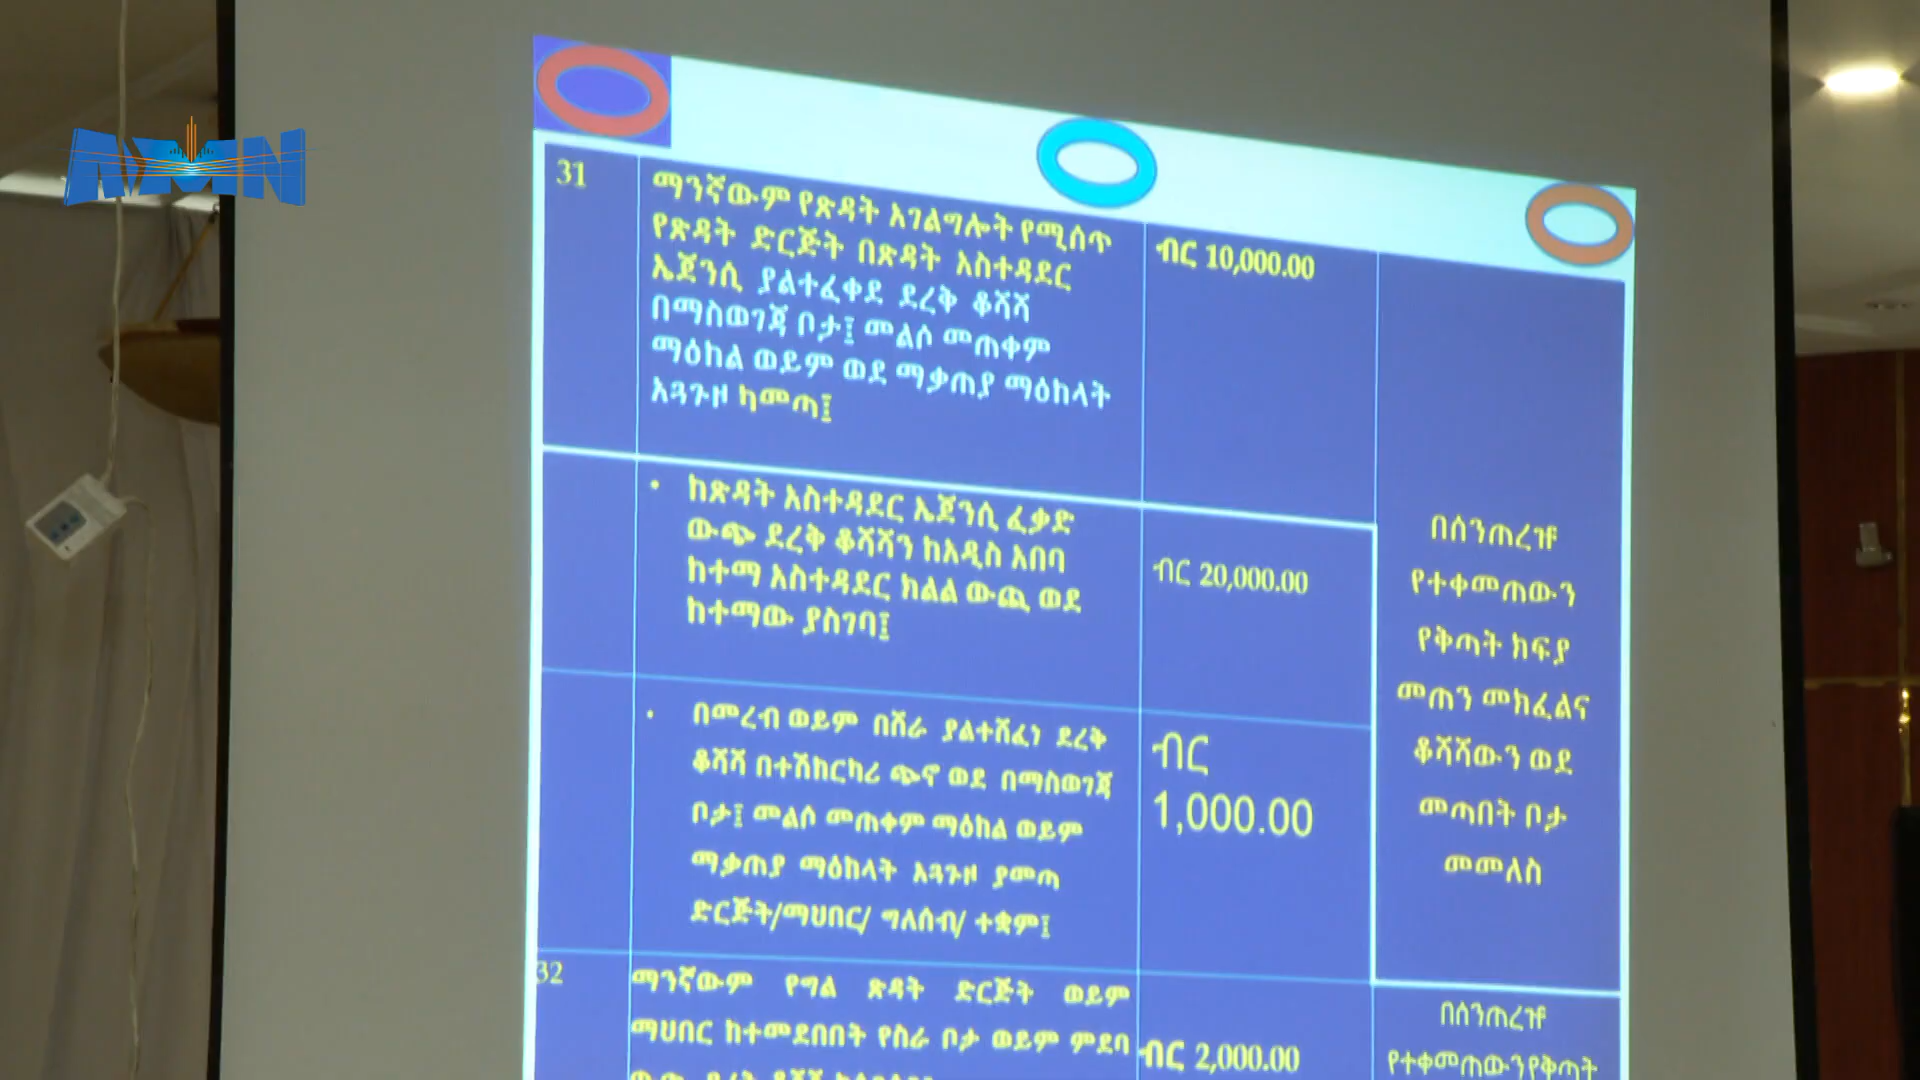 AMN
31
ማንኛውም የጽዳት አገልግሎት የሚሰጥ
የጽዳት ድርጅት በጽዳት አስተዳደር
ኤጀንሲ ያልተፈቀደ ደረቅ ቆሻሻ
በማስወገጃ ቦታ፤ መልሶ መጠቀም
ማዕከል ወይም ወደ ማቃጠያ ማዕከላት
አጓጉዞ ካመጣ፤
ብር 10,000.00
• ከጽዳት አስተዳደር ኤጀንሲ ፈቃድ
ውጭ ደረቅ ቆሻሻን ከአዲስ አበባ
ከተማ አስተዳደር ክልል ውጪ ወደ
ከተማው ያስገባ፤
ብር 20,000.00
• በመረብ ወይም በሸራ ያልተሸፈነ ደረቅ
ቆሻሻ በተሽከርካሪ ጭኖ ወደ በማስወገጃ
ቦታ፤ መልሶ መጠቀም ማዕከል ወይም
ማቃጠያ ማዕከላት አጓጉዞ ያመጣ
ድርጅት/ማህበር/ ግለሰብ/ ተቋም፤
ብር
1,000.00
በሰንጠረዡ
የተቀመጠውን
የቅጣት ክፍያ
መጠን መክፈልና
ቆሻሻውን ወደ
መጣበት ቦታ
መመለስ
32
ማንኛውም የግል ጽዳት ድርጅት ወይም
ማህበር ከተመደበበት የስራ ቦታ ወይም ምደባ
ብር 2,000.00
በሰንጠረዡ
የተቀመጠውንየቅጣት